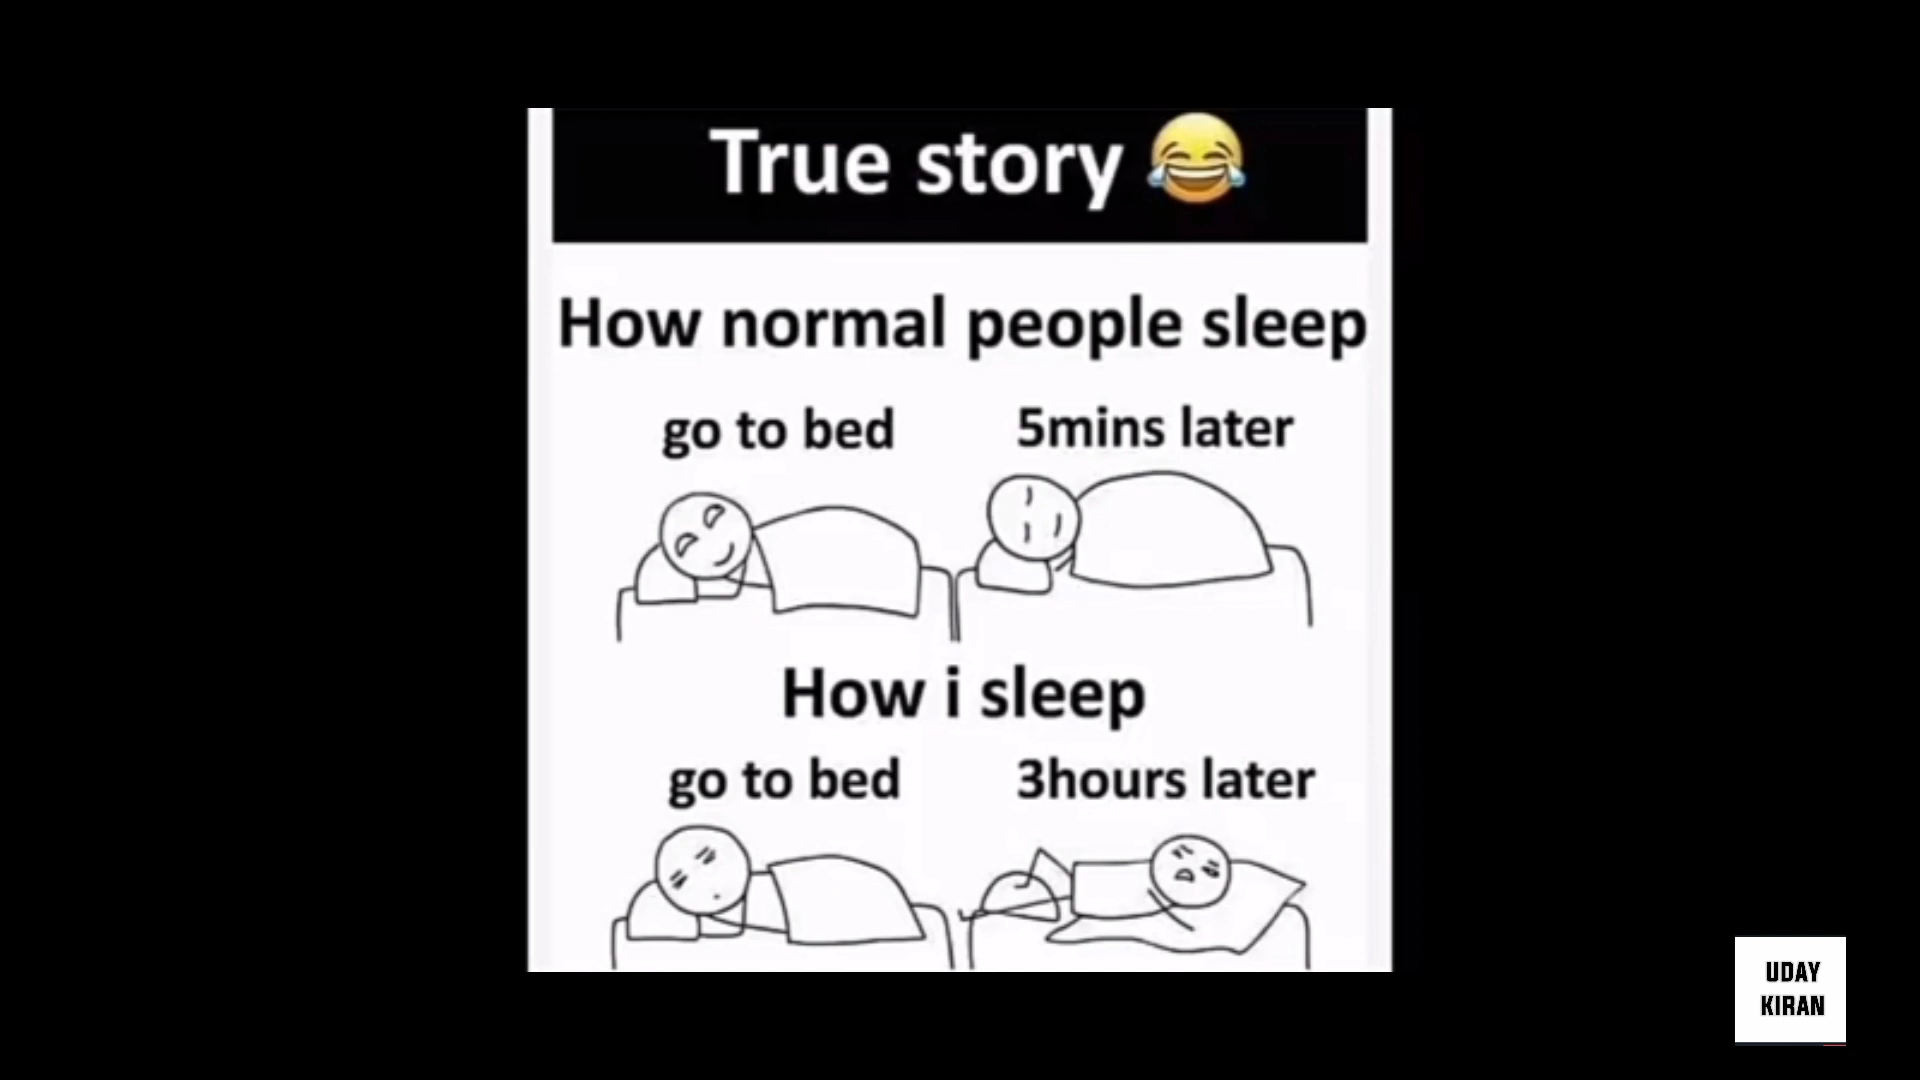 True story 😂
How normal people sleep
go to bed 5mins later
How i sleep
go to bed 3hours later
UDAY
KIRAN